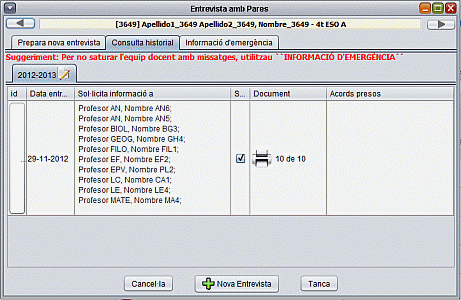 Entrevista amb Pares
[3649] Apellido1_3649 Apellido2_3649, Nombre_3649 - 4t ESO A
Prepara nova entrevista Consulta historial Informació d'emergència
Suggeriment: Per no saturar l'equip docent amb missatges, utilitzau ``INFORMACIÓ D'EMERGÈNCIA``
2012-2013
id Data entr... Sol·licita informació a S... Document Acords presos
Profesor AN, Nombre AN6;
Profesor AN, Nombre AN5;
Profesor BIOL, Nombre BG3;
Profesor GEOG, Nombre GH4;
Profesor FILO, Nombre FIL1;
... 29-11-2012 Profesor EF, Nombre EF2; 10 de 10
Profesor EPV, Nombre PL2;
Profesor LC, Nombre CA1;
Profesor LE, Nombre LE4;
Profesor MATE, Nombre MA4;
Cancel·la Nova Entrevista Tanca